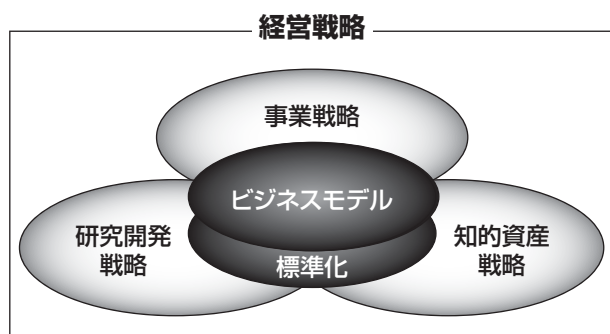 経営戦略
事業戦略
ビジネスモデル
研究開発
戦略
知的資産
戦略
標準化